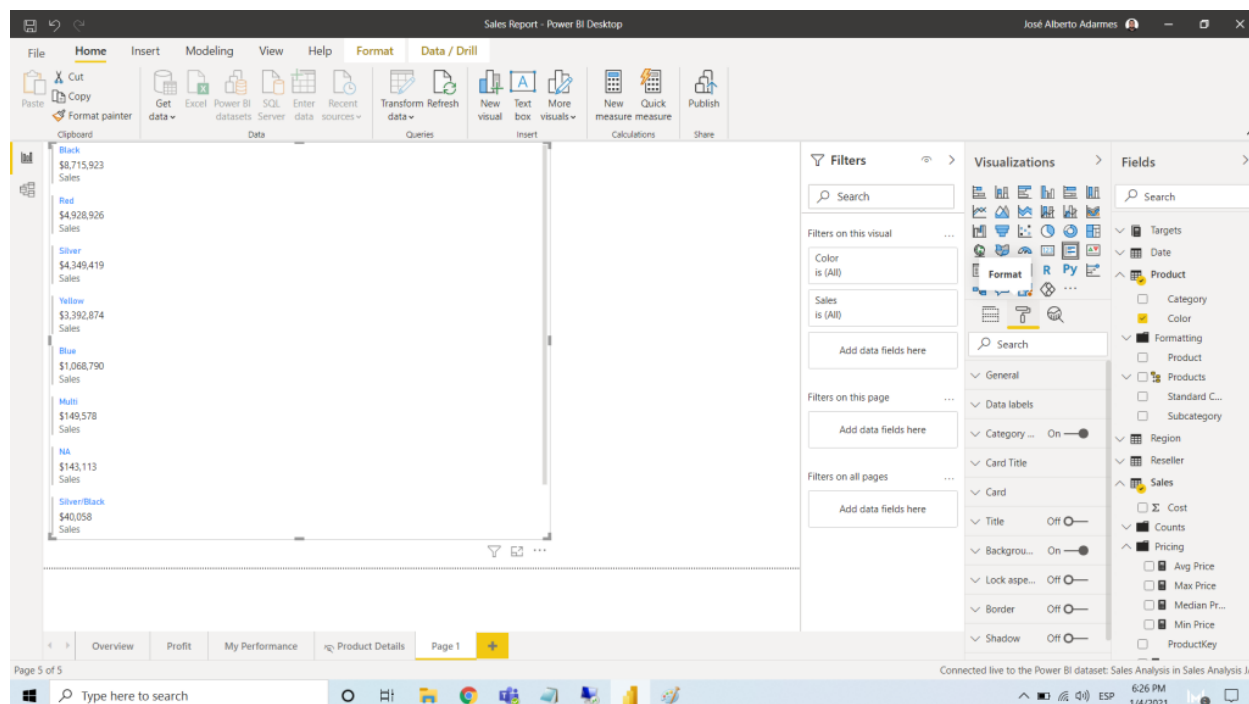 Sales Report - Power BI Desktop
José Alberto Adarmes
File Home Insert Modeling View Help Format Data / Drill
Paste
Cut
Copy
Format painter
Get data
Excel
Power BI datasets
SQL Server
Enter data
Recent sources
Transform data
Refresh
New visual
Text box
More visuals
New measure
Quick measure
Publish
Clipboard Data Queries Insert Calculations Share
Black
$8,715,923
Sales
Red
$4,928,926
Sales
Silver
$4,349,419
Sales
Yellow
$3,392,874
Sales
Blue
$1,068,790
Sales
Multi
$149,578
Sales
NA
$143,113
Sales
Silver/Black
$40,058
Sales
Filters
Search
Filters on this visual ...
Color
is (All)
Sales
is (All)
Add data fields here
Filters on this page ...
Add data fields here
Filters on all pages ...
Add data fields here
Visualizations
R Py
Format
Search
General
Data labels
Category ... On
Card Title
Card
Title Off
Backgrou... On
Lock aspe... Off
Border Off
Shadow Off
Fields
Search
Targets
Date
Product
Category
Color
Formatting
Product
Products
Standard C...
Subcategory
Region
Reseller
Sales
Σ Cost
Counts
Pricing
Avg Price
Max Price
Median Pr...
Min Price
ProductKey
Overview Profit My Performance Product Details Page 1 +
Page 5 of 5
Connected live to the Power BI dataset: Sales Analysis in Sales Analysis
Type here to search
ESP
6:26 PM
1/4/2021